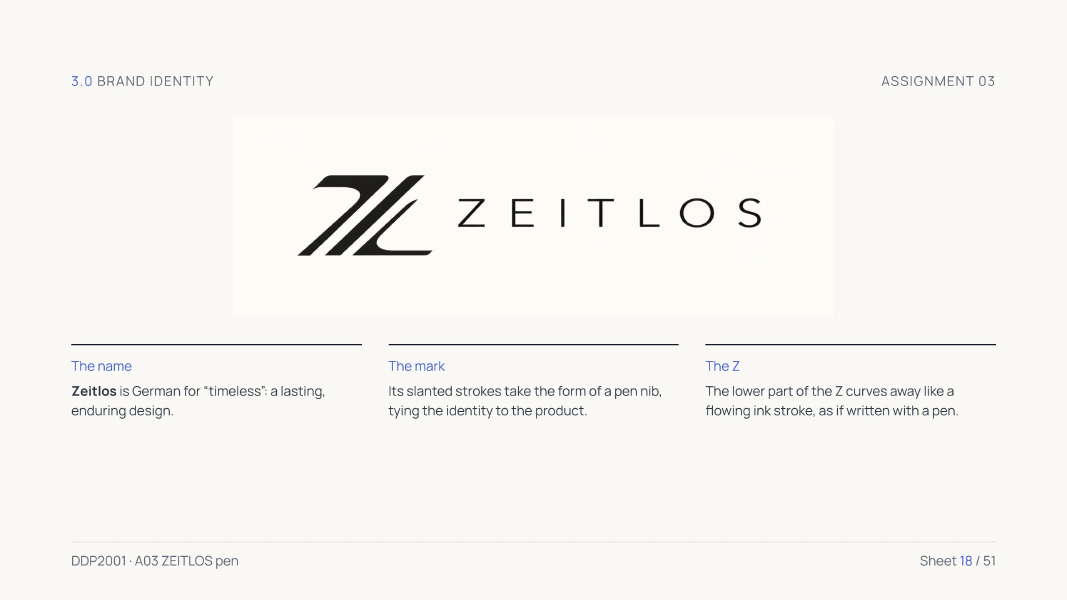 3.0 BRAND IDENTITY
ASSIGNMENT 03
ZEITLOS
The name
Zeitlos is German for “timeless”: a lasting,
enduring design.
The mark
Its slanted strokes take the form of a pen nib,
tying the identity to the product.
The Z
The lower part of the Z curves away like a
flowing ink stroke, as if written with a pen.
DDP2001 · A03 ZEITLOS pen
Sheet 18 / 51